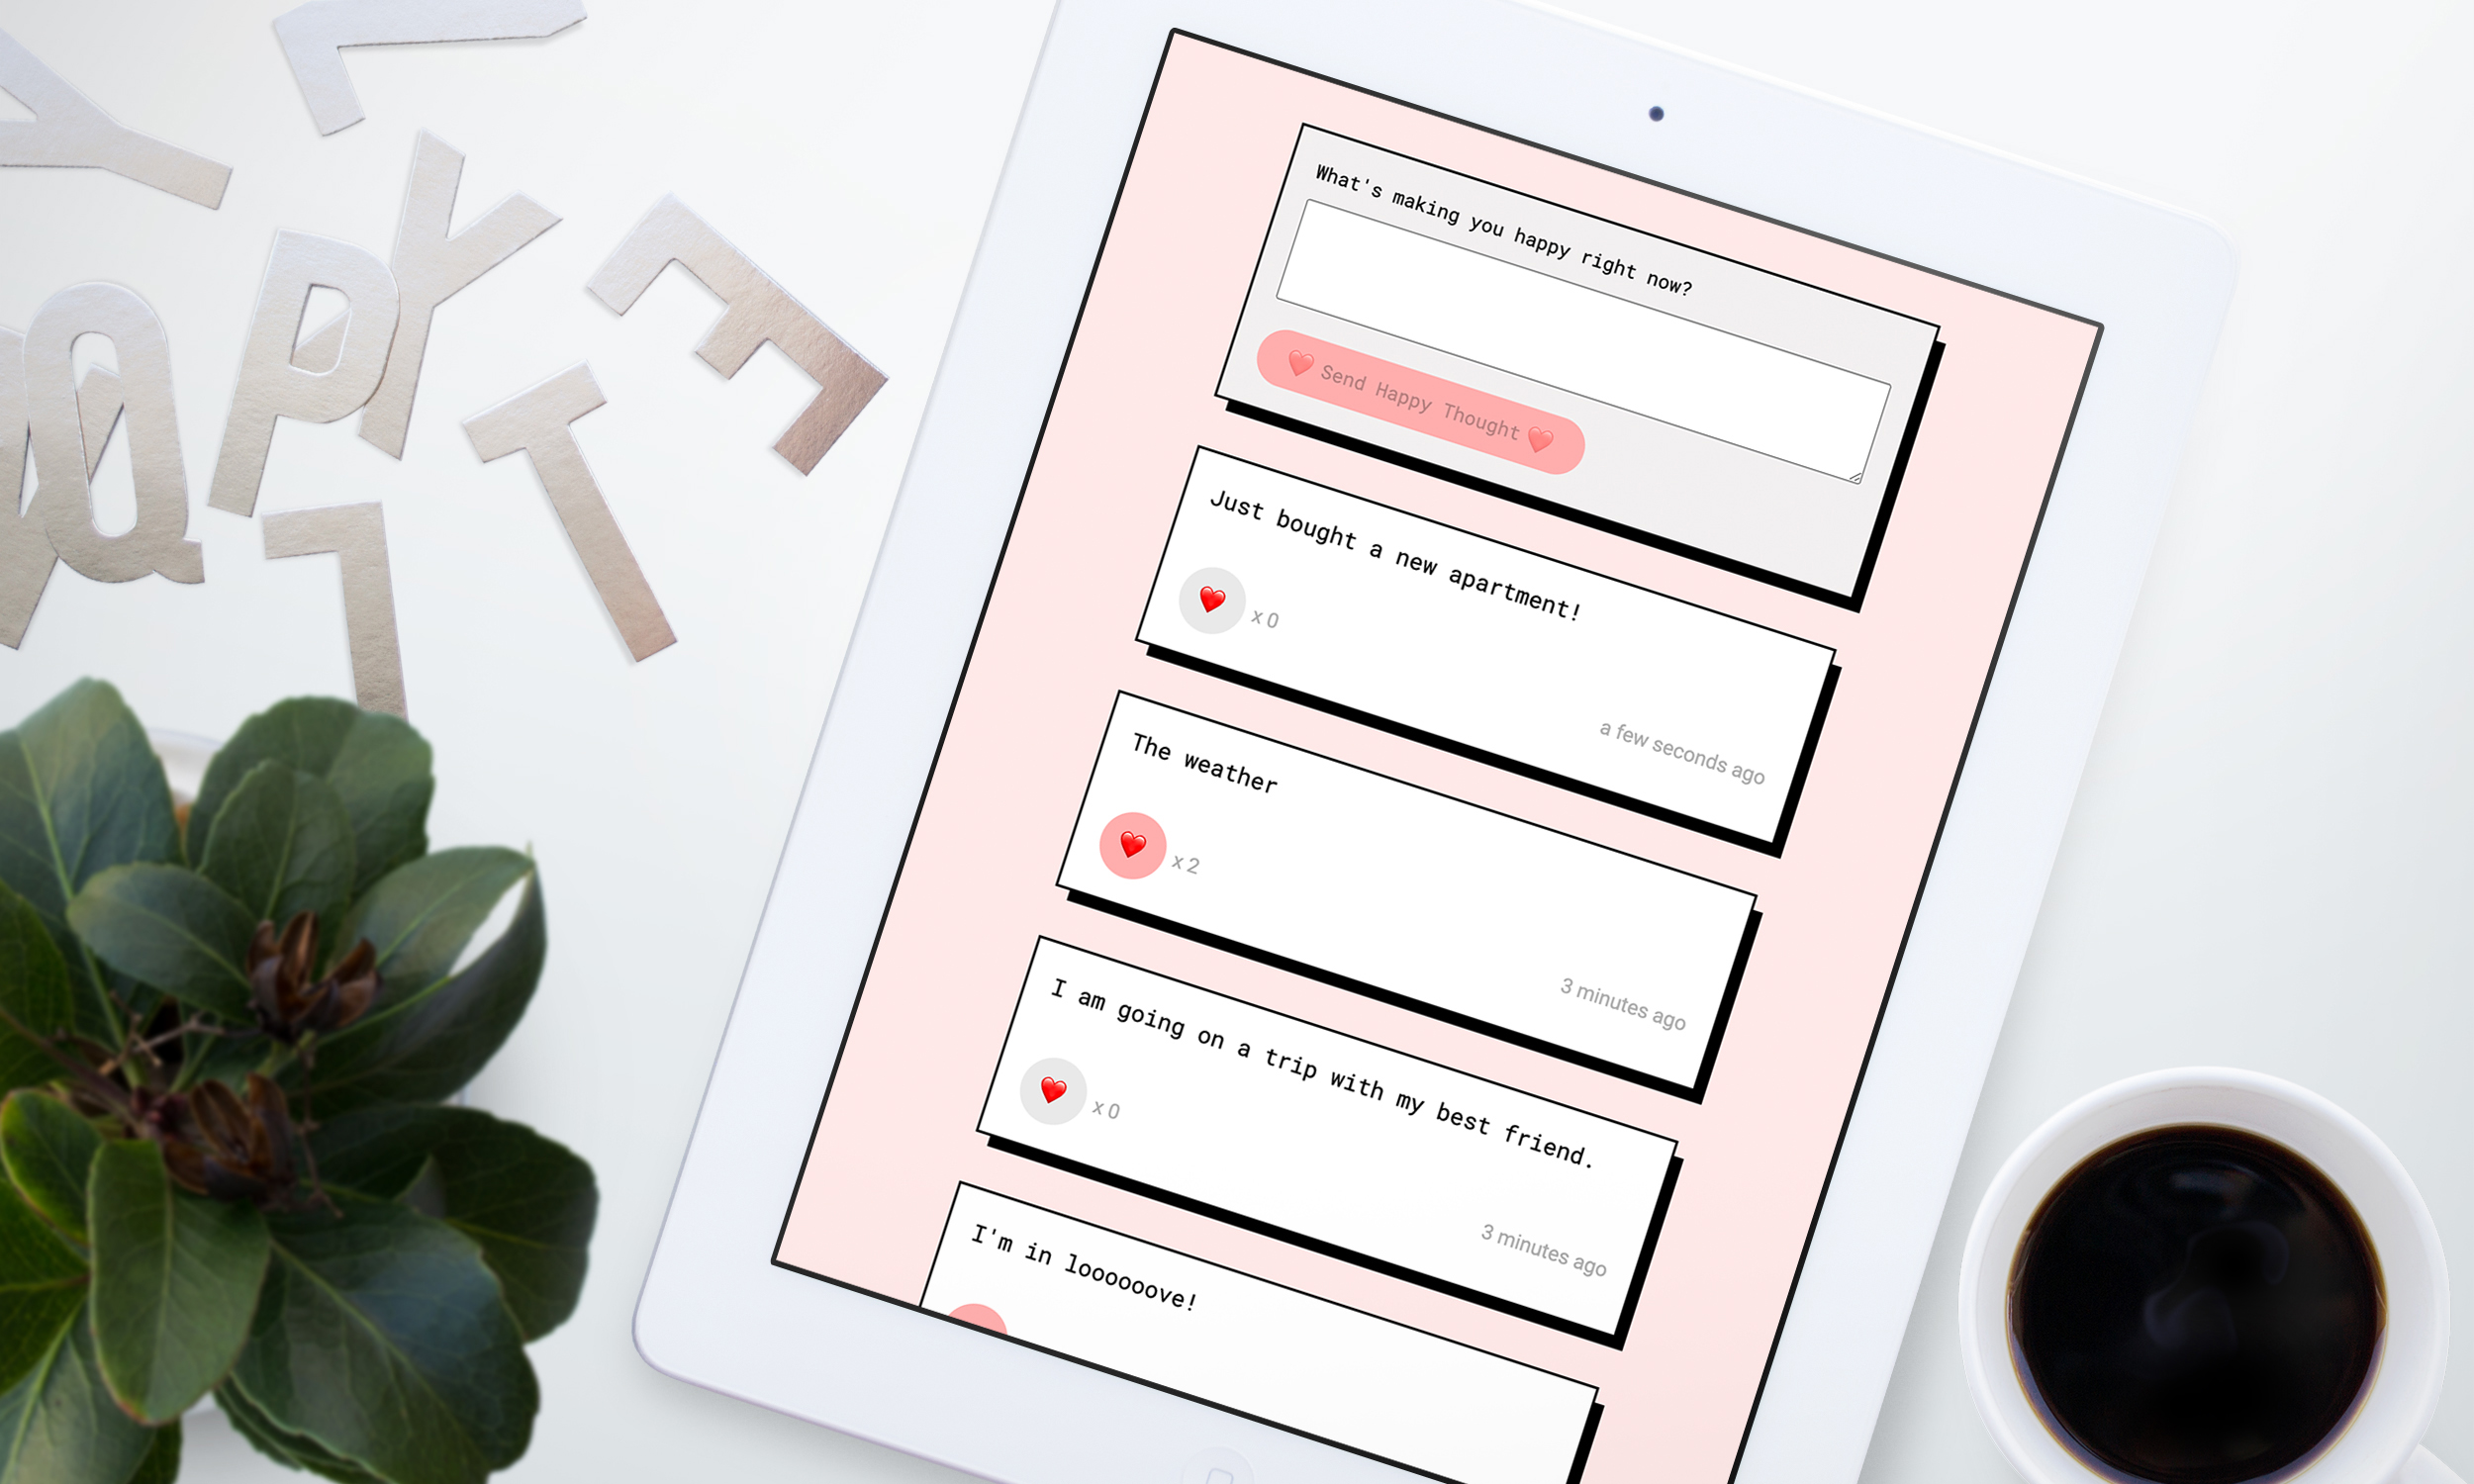 What's making you happy right now?
❤️ Send Happy Thought ❤️
Just bought a new apartment!
❤️ x 0
a few seconds ago
The weather
❤️ x 2
3 minutes ago
I am going on a trip with my best friend.
❤️ x 0
3 minutes ago
I'm in looooove!
Y
L
Y
P
E
Q
T
L